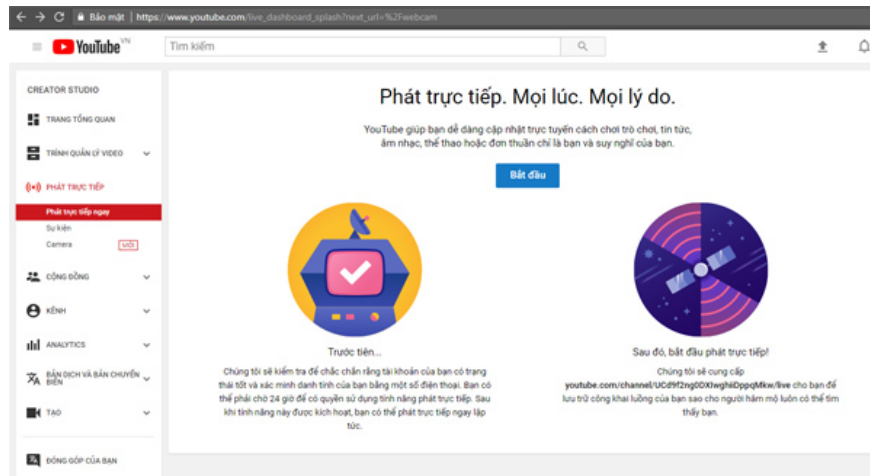 Bảo mật | https://www.youtube.com/live_dashboard_splash?next_url=%2Fwebcam
YouTube VN
Tìm kiếm
CREATOR STUDIO
TRANG TỔNG QUAN
TRÌNH QUẢN LÝ VIDEO
PHÁT TRỰC TIẾP
Phát trực tiếp ngay
Sự kiện
Camera MỚI
CỘNG ĐỒNG
KÊNH
ANALYTICS
BẢN DỊCH VÀ BẢN CHUYỂN
BIÊN
TẠO
ĐÓNG GÓP CỦA BẠN
Phát trực tiếp. Mọi lúc. Mọi lý do.
YouTube giúp bạn dễ dàng cập nhật trực tuyến cách chơi trò chơi, tin tức,
âm nhạc, thể thao hoặc đơn thuần chỉ là bạn và suy nghĩ của bạn.
Bắt đầu
Trước tiên...
Chúng tôi sẽ kiểm tra để chắc chắn rằng tài khoản của bạn có trạng
thái tốt và xác minh danh tính của bạn bằng một số điện thoại. Bạn có
thể phải chờ 24 giờ để có quyền sử dụng tính năng phát trực tiếp. Sau
khi tính năng này được kích hoạt, bạn có thể phát trực tiếp ngay lập
tức.
Sau đó, bắt đầu phát trực tiếp!
Chúng tôi sẽ cung cấp
youtube.com/channel/UCd9f2ng0DXIwghiiDppqMkw/live cho bạn để
lưu trữ công khai luồng của bạn sao cho người hâm mộ luôn có thể tìm
thấy bạn.